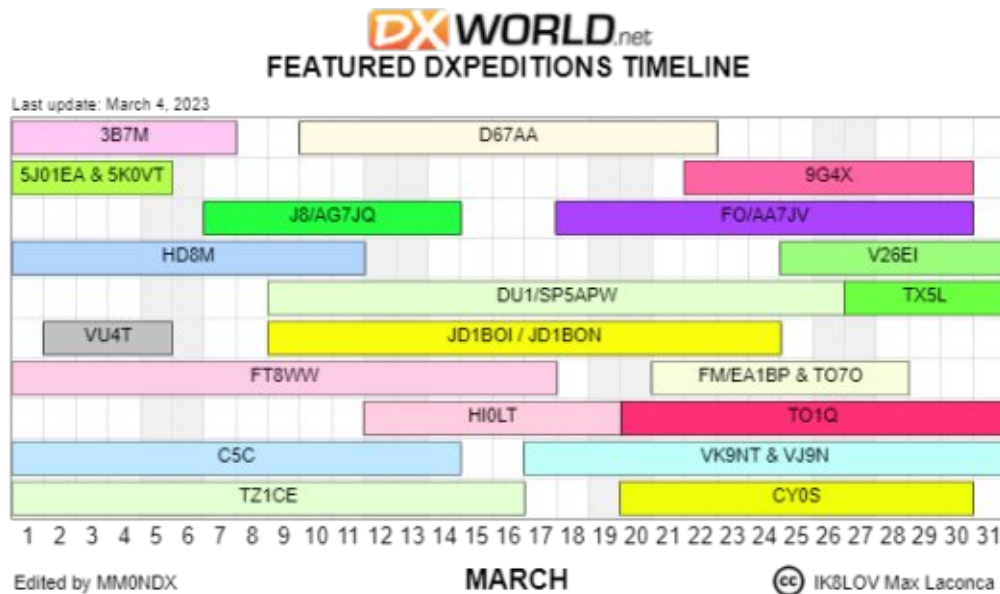 DXWORLD.net
FEATURED DXPEDITIONS TIMELINE
Last update: March 4, 2023
3B7M D67AA
5J01EA & 5K0VT 9G4X
J8/AG7JQ FO/AA7JV
HD8M V26EI
DU1/SP5APW TX5L
VU4T JD1BOI / JD1BON
FT8WW FM/EA1BP & TO7O
HI0LT TO1Q
C5C VK9NT & VJ9N
TZ1CE CY0S
1 2 3 4 5 6 7 8 9 10 11 12 13 14 15 16 17 18 19 20 21 22 23 24 25 26 27 28 29 30 31
Edited by MM0NDX MARCH cc IK8LOV Max Laconca